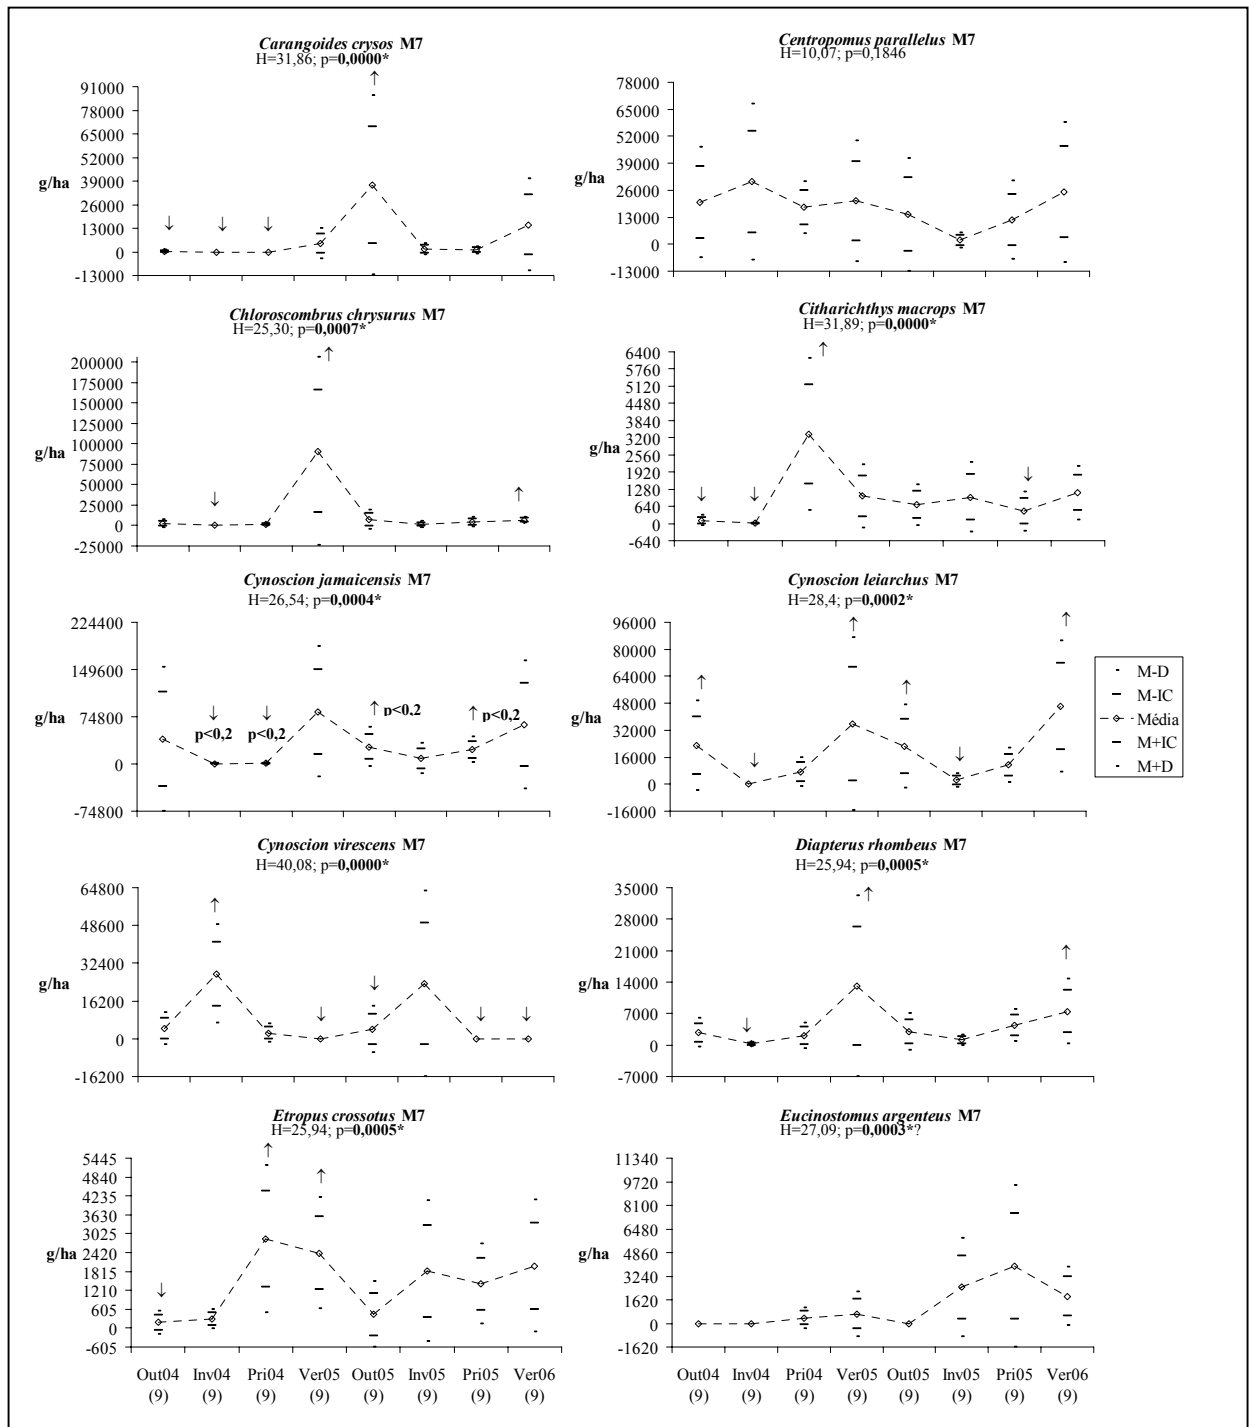 Carangoides crysos M7
H=31,86; p=0,0000*
↑
91000
78000
65000
52000
39000
26000
13000
0
-13000
g/ha
↓ ↓ ↓
Centropomus parallelus M7
H=10,07; p=0,1846
78000
65000
52000
39000
26000
13000
0
-13000
g/ha
Chloroscombrus chrysurus M7
H=25,30; p=0,0007*
↑
200000
175000
150000
125000
100000
75000
50000
25000
0
-25000
g/ha
↓ ↑
Citharichthys macrops M7
H=31,89; p=0,0000*
↑
6400
5760
5120
4480
3840
3200
2560
1920
1280
640
0
-640
g/ha
↓ ↓ ↓
Cynoscion jamaicensis M7
H=26,54; p=0,0004*
224400
149600
74800
0
-74800
g/ha
↓ ↓ ↑ p<0,2 ↑ p<0,2
p<0,2 p<0,2
Cynoscion leiarchus M7
H=28,4; p=0,0002*
96000
80000
64000
48000
32000
16000
0
-16000
g/ha
↑ ↓ ↑ ↑ ↓ ↑
M-D
M-IC
Média
M+IC
M+D
Cynoscion virescens M7
H=40,08; p=0,0000*
64800
48600
32400
16200
0
-16200
g/ha
↑ ↓ ↓ ↓ ↓
Diapterus rhombeus M7
H=25,94; p=0,0005*
35000
28000
21000
14000
7000
0
-7000
g/ha
↓ ↑ ↑
Etropus crossotus M7
H=25,94; p=0,0005*
5445
4840
4235
3630
3025
2420
1815
1210
605
0
-605
g/ha
↓ ↑ ↑
Out04 Inv04 Pri04 Ver05 Out05 Inv05 Pri05 Ver06
(9) (9) (9) (9) (9) (9) (9) (9)
Eucinostomus argenteus M7
H=27,09; p=0,0003*?
11340
9720
8100
6480
4860
3240
1620
0
-1620
g/ha
Out04 Inv04 Pri04 Ver05 Out05 Inv05 Pri05 Ver06
(9) (9) (9) (9) (9) (9) (9) (9)